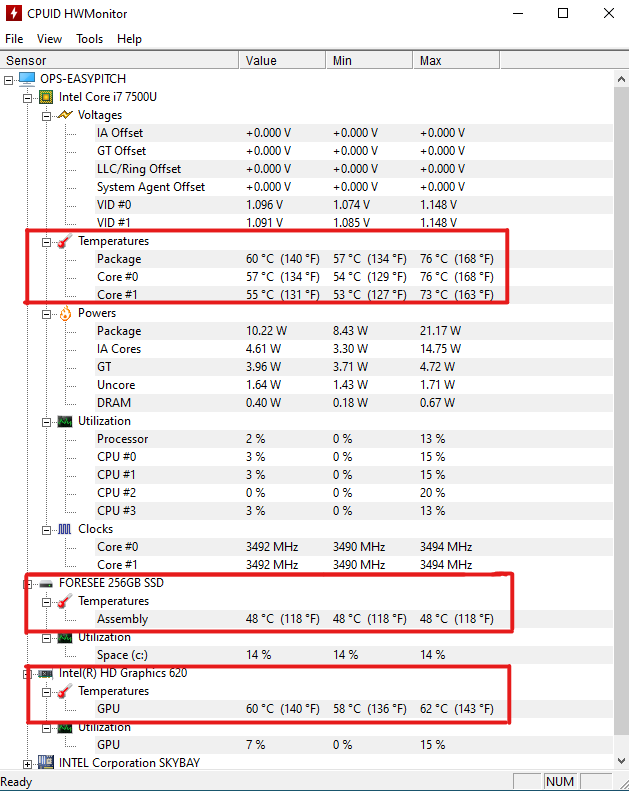 CPUID HWMonitor
File View Tools Help
Sensor Value Min Max
OPS-EASYPITCH
Intel Core i7 7500U
Voltages
IA Offset +0.000 V +0.000 V +0.000 V
GT Offset +0.000 V +0.000 V +0.000 V
LLC/Ring Offset +0.000 V +0.000 V +0.000 V
System Agent Offset +0.000 V +0.000 V +0.000 V
VID #0 1.096 V 1.074 V 1.148 V
VID #1 1.091 V 1.085 V 1.148 V
Temperatures
Package 60 °C (140 °F) 57 °C (134 °F) 76 °C (168 °F)
Core #0 57 °C (134 °F) 54 °C (129 °F) 76 °C (168 °F)
Core #1 55 °C (131 °F) 53 °C (127 °F) 73 °C (163 °F)
Powers
Package 10.22 W 8.43 W 21.17 W
IA Cores 4.61 W 3.30 W 14.75 W
GT 3.96 W 3.71 W 4.72 W
Uncore 1.64 W 1.43 W 1.71 W
DRAM 0.40 W 0.18 W 0.67 W
Utilization
Processor 2 % 0 % 13 %
CPU #0 3 % 0 % 15 %
CPU #1 3 % 0 % 15 %
CPU #2 0 % 0 % 20 %
CPU #3 3 % 0 % 13 %
Clocks
Core #0 3492 MHz 3490 MHz 3494 MHz
Core #1 3492 MHz 3490 MHz 3494 MHz
FORESEE 256GB SSD
Temperatures
Assembly 48 °C (118 °F) 48 °C (118 °F) 48 °C (118 °F)
Utilization
Space (c:) 14 % 14 % 14 %
Intel(R) HD Graphics 620
Temperatures
GPU 60 °C (140 °F) 58 °C (136 °F) 62 °C (143 °F)
Utilization
GPU 7 % 0 % 15 %
INTEL Corporation SKYBAY
Ready NUM